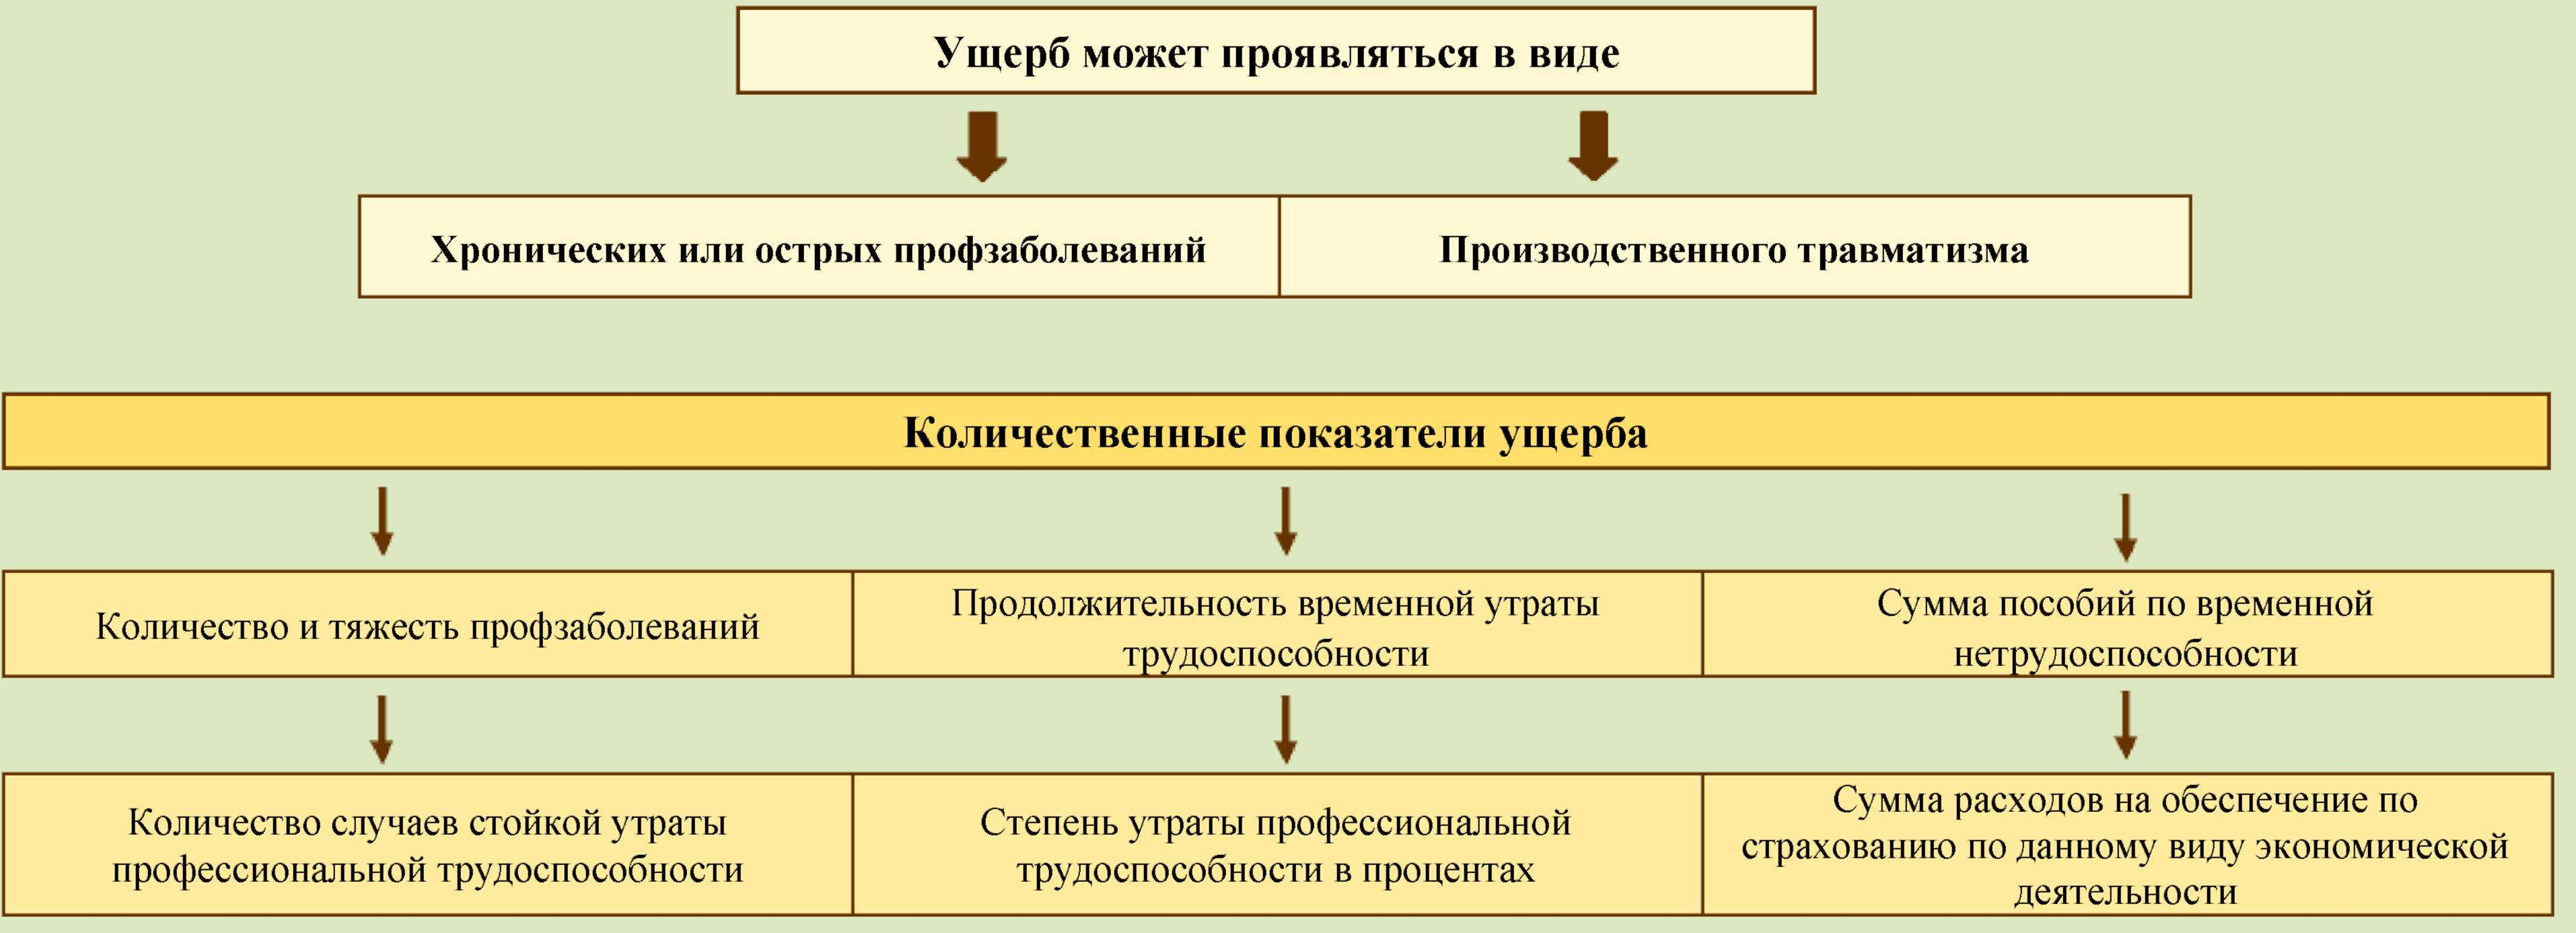 Ущерб может проявляться в виде
Хронических или острых профзаболеваний
Производственного травматизма
Количественные показатели ущерба
Количество и тяжесть профзаболеваний
Продолжительность временной утраты
трудоспособности
Сумма пособий по временной
нетрудоспособности
Количество случаев стойкой утраты
профессиональной трудоспособности
Степень утраты профессиональной
трудоспособности в процентах
Сумма расходов на обеспечение по
страхованию по данному виду экономической
деятельности